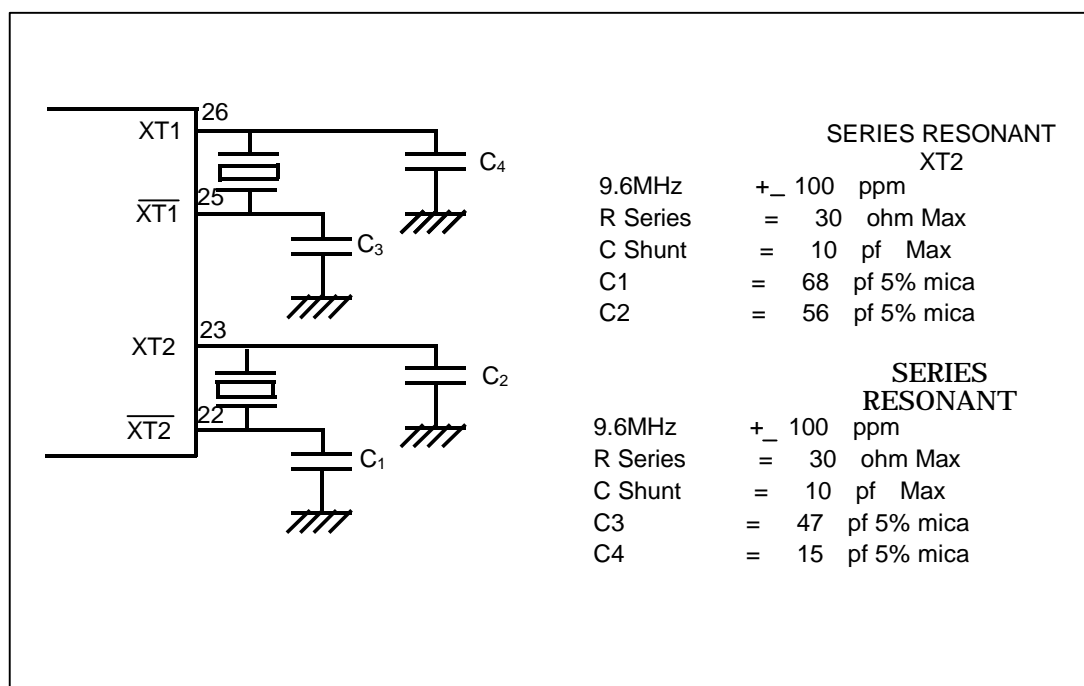 26
XT1
C4
25
XT1
C3
23
XT2
C2
22
XT2
C1
SERIES RESONANT
XT2
9.6MHz +_ 100 ppm
R Series = 30 ohm Max
C Shunt = 10 pf Max
C1 = 68 pf 5% mica
C2 = 56 pf 5% mica
SERIES
RESONANT
9.6MHz +_ 100 ppm
R Series = 30 ohm Max
C Shunt = 10 pf Max
C3 = 47 pf 5% mica
C4 = 15 pf 5% mica